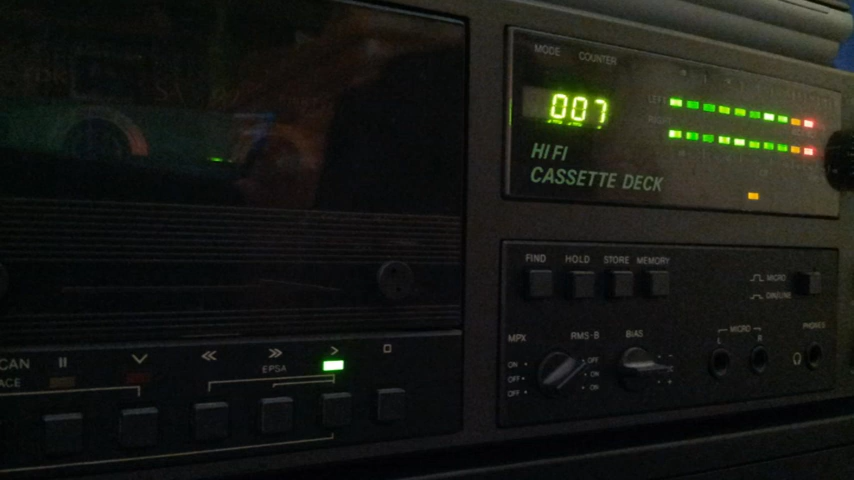 MODE COUNTER
007
LEFT
RIGHT
HI FI
CASSETTE DECK
FIND HOLD STORE MEMORY
MICRO
DIN/LINE
MPX RMS-B BIAS MICRO PHONES
L R
ON OFF
OFF ON
OFF ON
CAN
ACE
EPSA